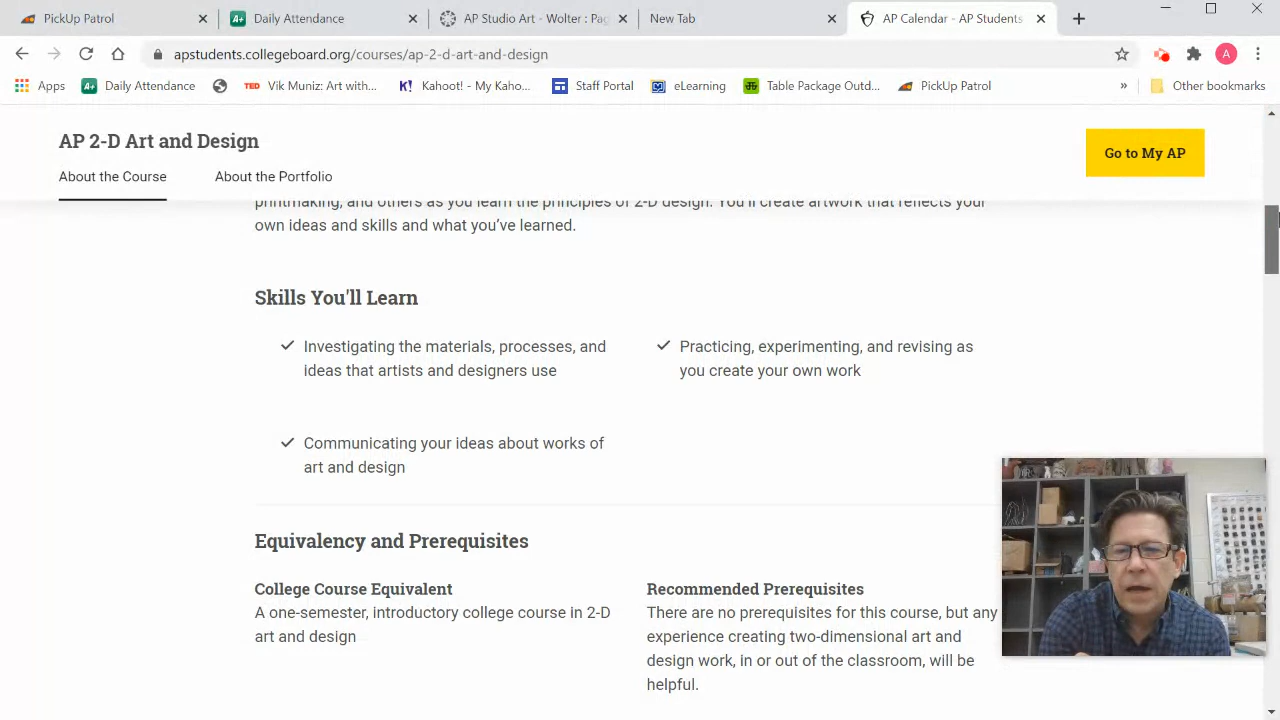 PickUp Patrol
Daily Attendance
AP Studio Art - Wolter : Pag
New Tab
AP Calendar - AP Students
apstudents.collegeboard.org/courses/ap-2-d-art-and-design
A
Apps
A+ Daily Attendance
TED Vik Muniz: Art with...
K! Kahoot! - My Kaho...
Staff Portal
eLearning
Table Package Outd...
PickUp Patrol
»
Other bookmarks
AP 2-D Art and Design
Go to My AP
About the Course
About the Portfolio
printmaking, and others as you learn the principles of 2-D design. You'll create artwork that reflects your
own ideas and skills and what you've learned.
Skills You'll Learn
Investigating the materials, processes, and
ideas that artists and designers use
Practicing, experimenting, and revising as
you create your own work
Communicating your ideas about works of
art and design
Equivalency and Prerequisites
College Course Equivalent
A one-semester, introductory college course in 2-D
art and design
Recommended Prerequisites
There are no prerequisites for this course, but any
experience creating two-dimensional art and
design work, in or out of the classroom, will be
helpful.